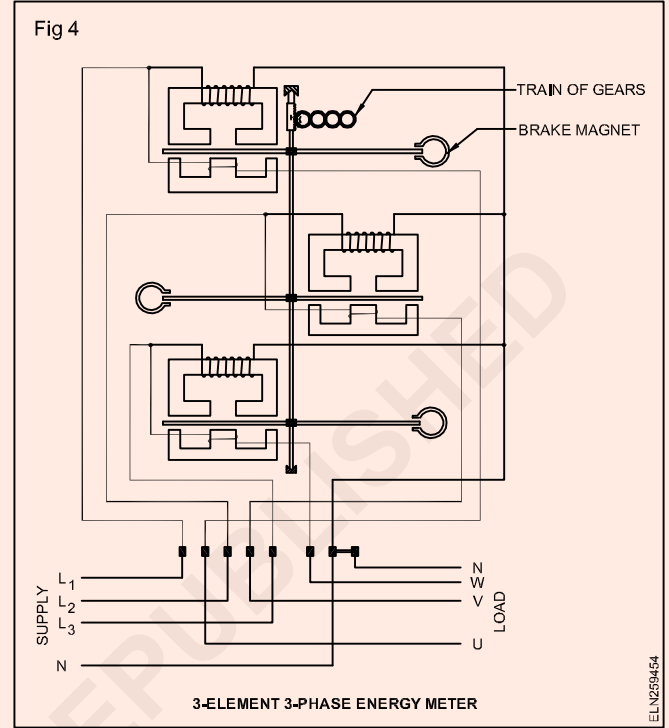 Fig 4
TRAIN OF GEARS
BRAKE MAGNET
SUPPLY
L1
L2
L3
N
N
W
V
U
LOAD
3-ELEMENT 3-PHASE ENERGY METER
ELN259454
EPUBLISHED